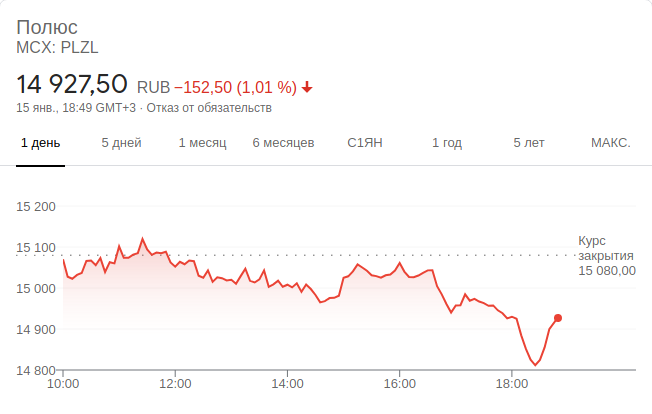 Полюс
MCX: PLZL
14 927,50 RUB −152,50 (1,01 %)
15 янв., 18:49 GMT+3 · Отказ от обязательств
1 день 5 дней 1 месяц 6 месяцев С1ЯН 1 год 5 лет МАКС.
15 200
15 100
15 000
14 900
14 800
Курс
закрытия
15 080,00
10:00 12:00 14:00 16:00 18:00